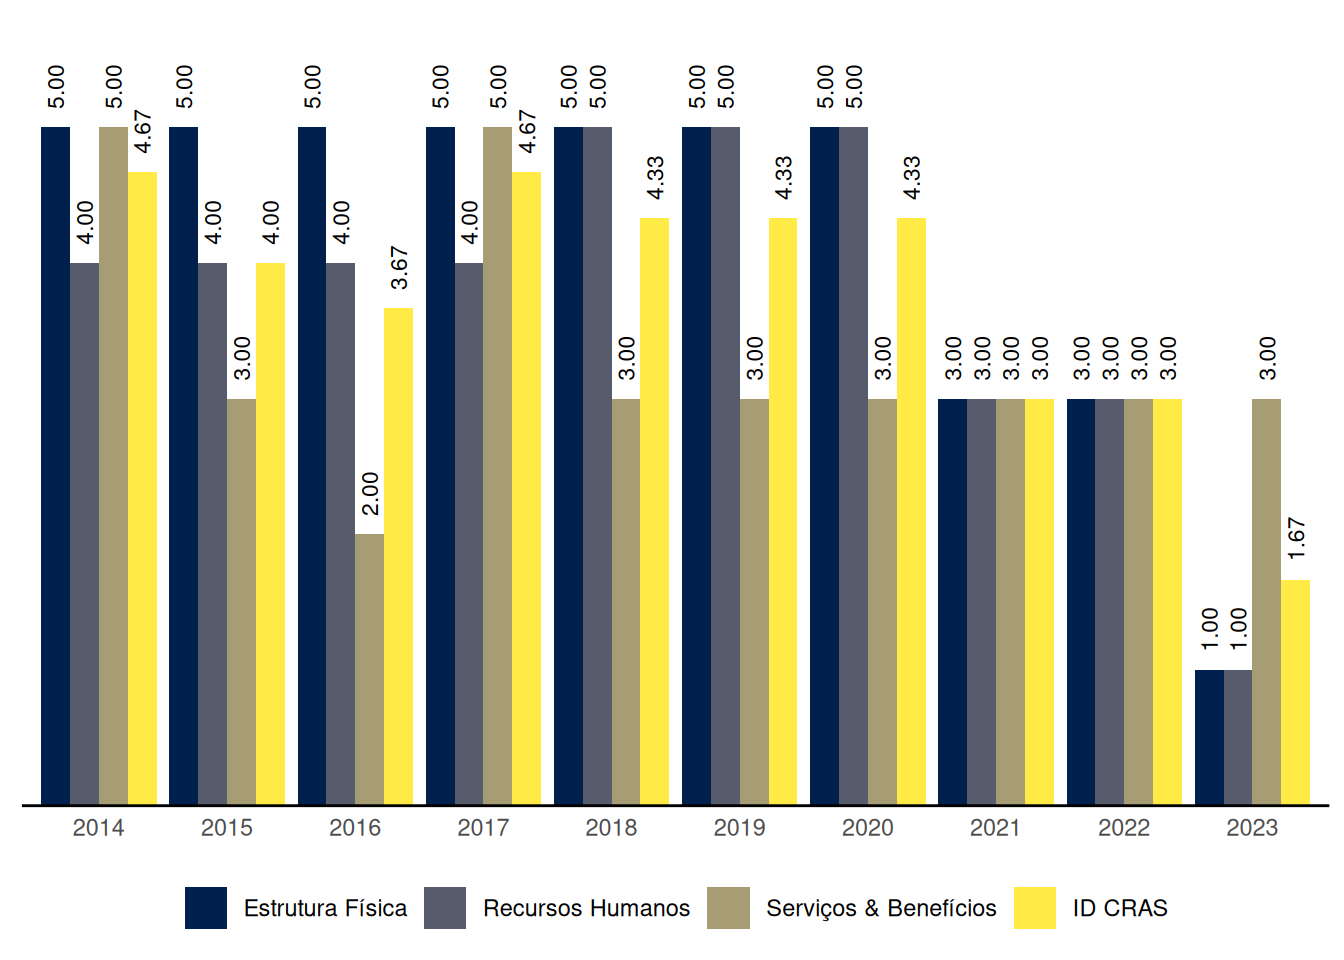 5.00 4.00 5.00 4.67 5.00 4.00 3.00 4.00 5.00 4.00 2.00 3.67 5.00 4.00 5.00 4.67 5.00 5.00 3.00 4.33 5.00 5.00 3.00 4.33 5.00 5.00 3.00 4.33 3.00 3.00 3.00 3.00 3.00 3.00 3.00 3.00 1.00 1.00 3.00 1.67
2014 2015 2016 2017 2018 2019 2020 2021 2022 2023
Estrutura Física Recursos Humanos Serviços & Benefícios ID CRAS